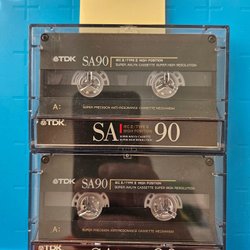 TDK SA90 IEC II / TYPE II HIGH POSITION
SUPER AVILYN CASSETTE SUPER HIGH RESOLUTION
A:
SUPER PRECISION ANTI-RESONANCE CASSETTE MECHANISM
TDK SA IEC II / TYPE II HIGH POSITION 90
SUPER AVILYN CASSETTE
TDK SA90 IEC II / TYPE II HIGH POSITION
SUPER AVILYN CASSETTE SUPER HIGH RESOLUTION
A:
SUPER PRECISION ANTI-RESONANCE CASSETTE MECHANISM